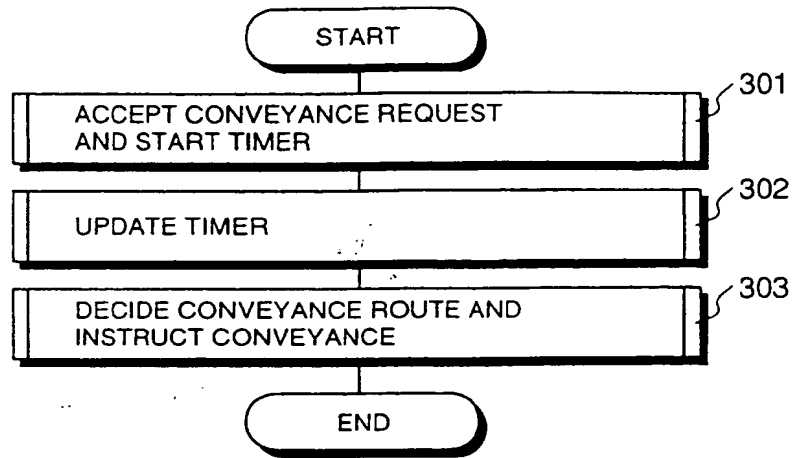 START
301
ACCEPT CONVEYANCE REQUEST
AND START TIMER
302
UPDATE TIMER
303
DECIDE CONVEYANCE ROUTE AND
INSTRUCT CONVEYANCE
END